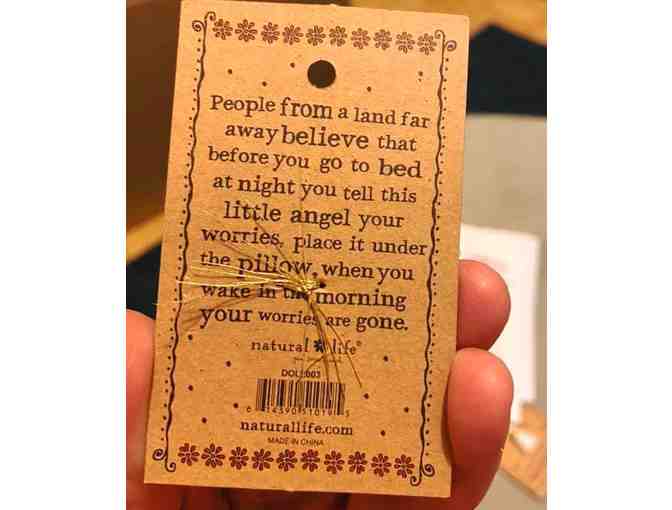 People from a land far
away believe that
before you go to bed
at night you tell this
little angel your
worries, place it under
the pillow, when you
wake in the morning
your worries are gone.
natural life®
DOLL003
naturallife.com
MADE IN CHINA